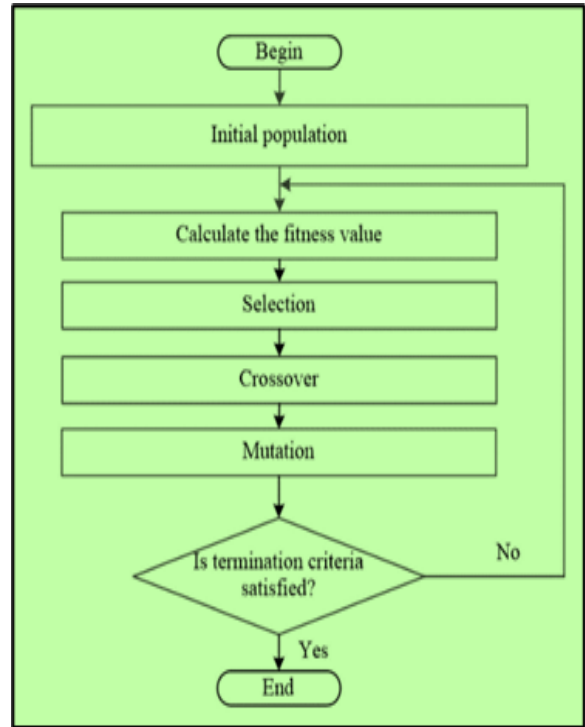 Begin
Initial population
Calculate the fitness value
Selection
Crossover
Mutation
Is termination criteria
satisfied?
No
Yes
End